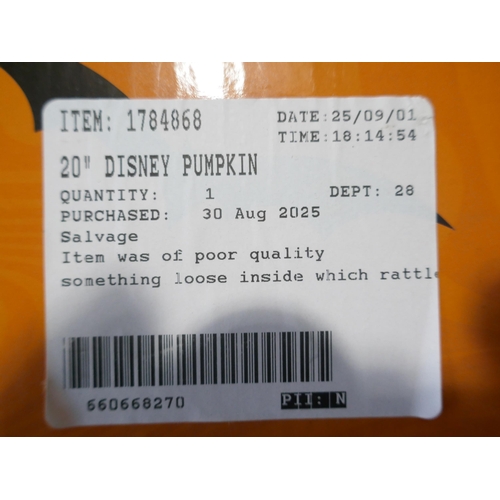 ITEM: 1784868 DATE:25/09/01
TIME:18:14:54
20" DISNEY PUMPKIN
QUANTITY: 1 DEPT: 28
PURCHASED: 30 Aug 2025
Salvage
Item was of poor quality
something loose inside which rattle
660668270 PII: N